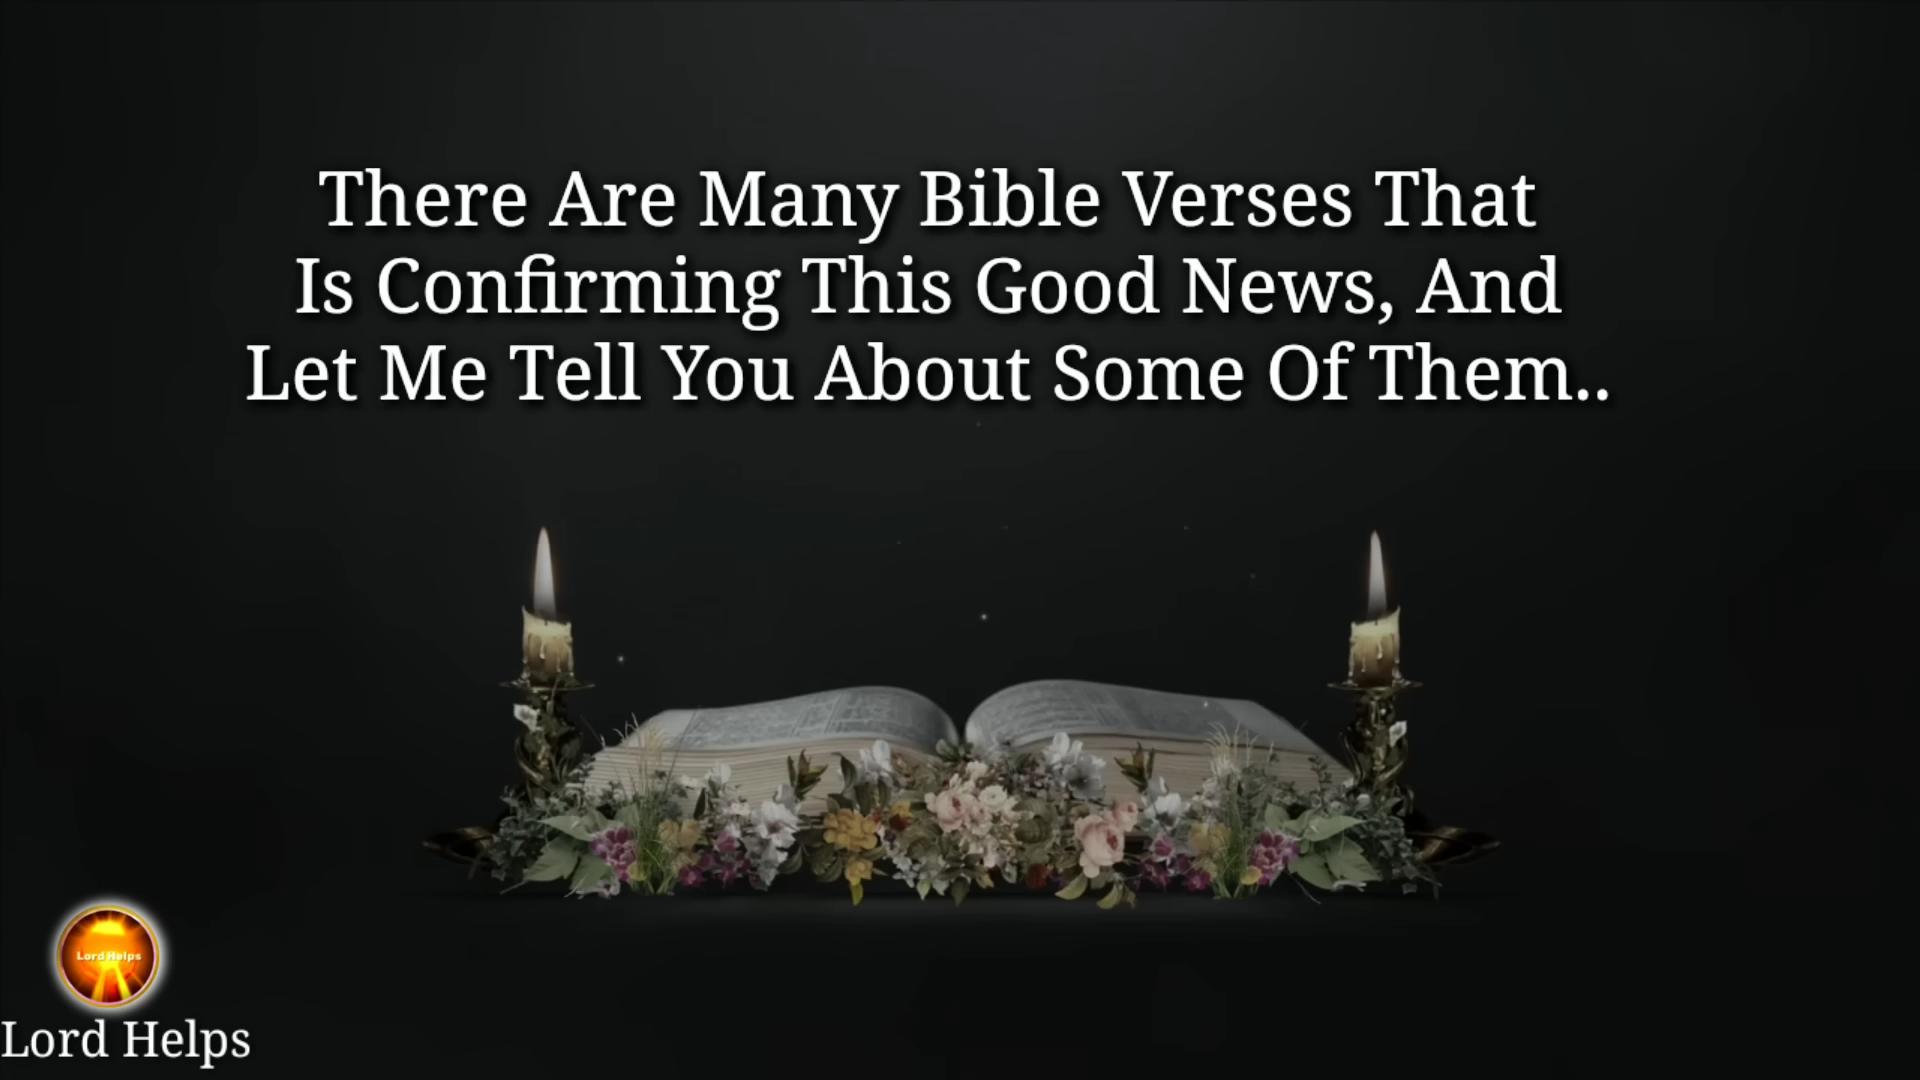 There Are Many Bible Verses That
Is Confirming This Good News, And
Let Me Tell You About Some Of Them..
Lord Helps
Lord Helps